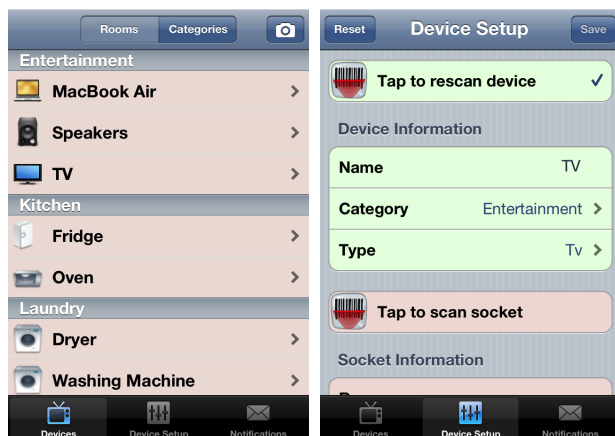 Rooms Categories
Entertainment
MacBook Air
Speakers
TV
Kitchen
Fridge
Oven
Laundry
Dryer
Washing Machine
Devices Device Setup Notifications
Reset Device Setup Save
Tap to rescan device
Device Information
Name TV
Category Entertainment
Type Tv
Tap to scan socket
Socket Information
Devices Device Setup Notifications